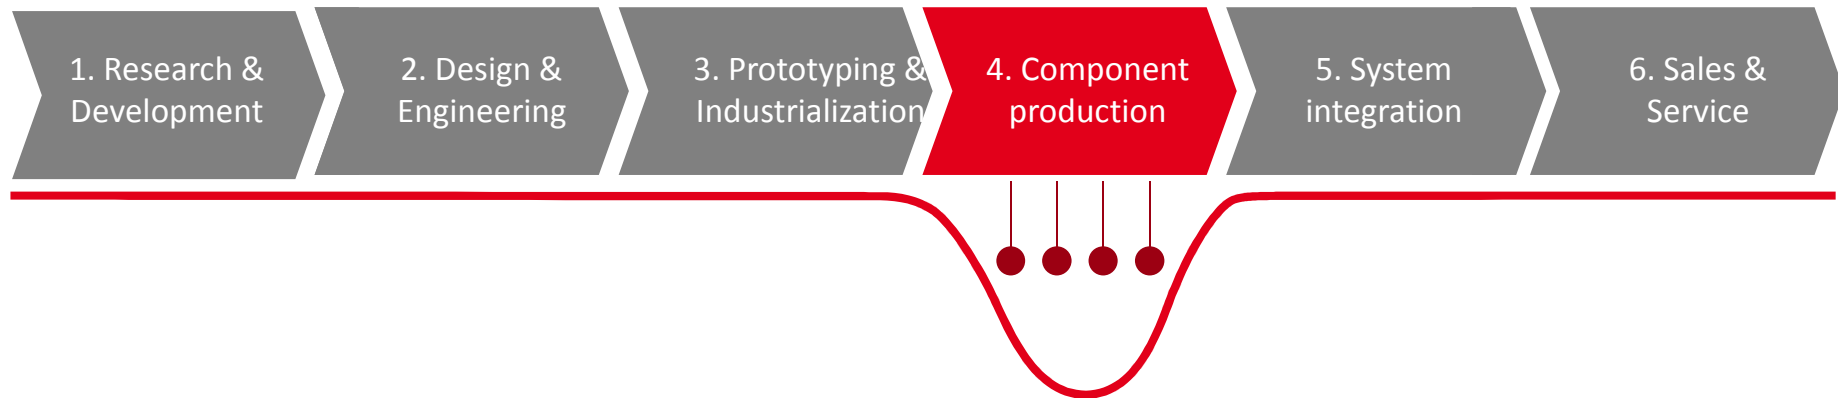 1. Research &
Development
2. Design &
Engineering
3. Prototyping &
Industrialization
4. Component
production
5. System
integration
6. Sales &
Service